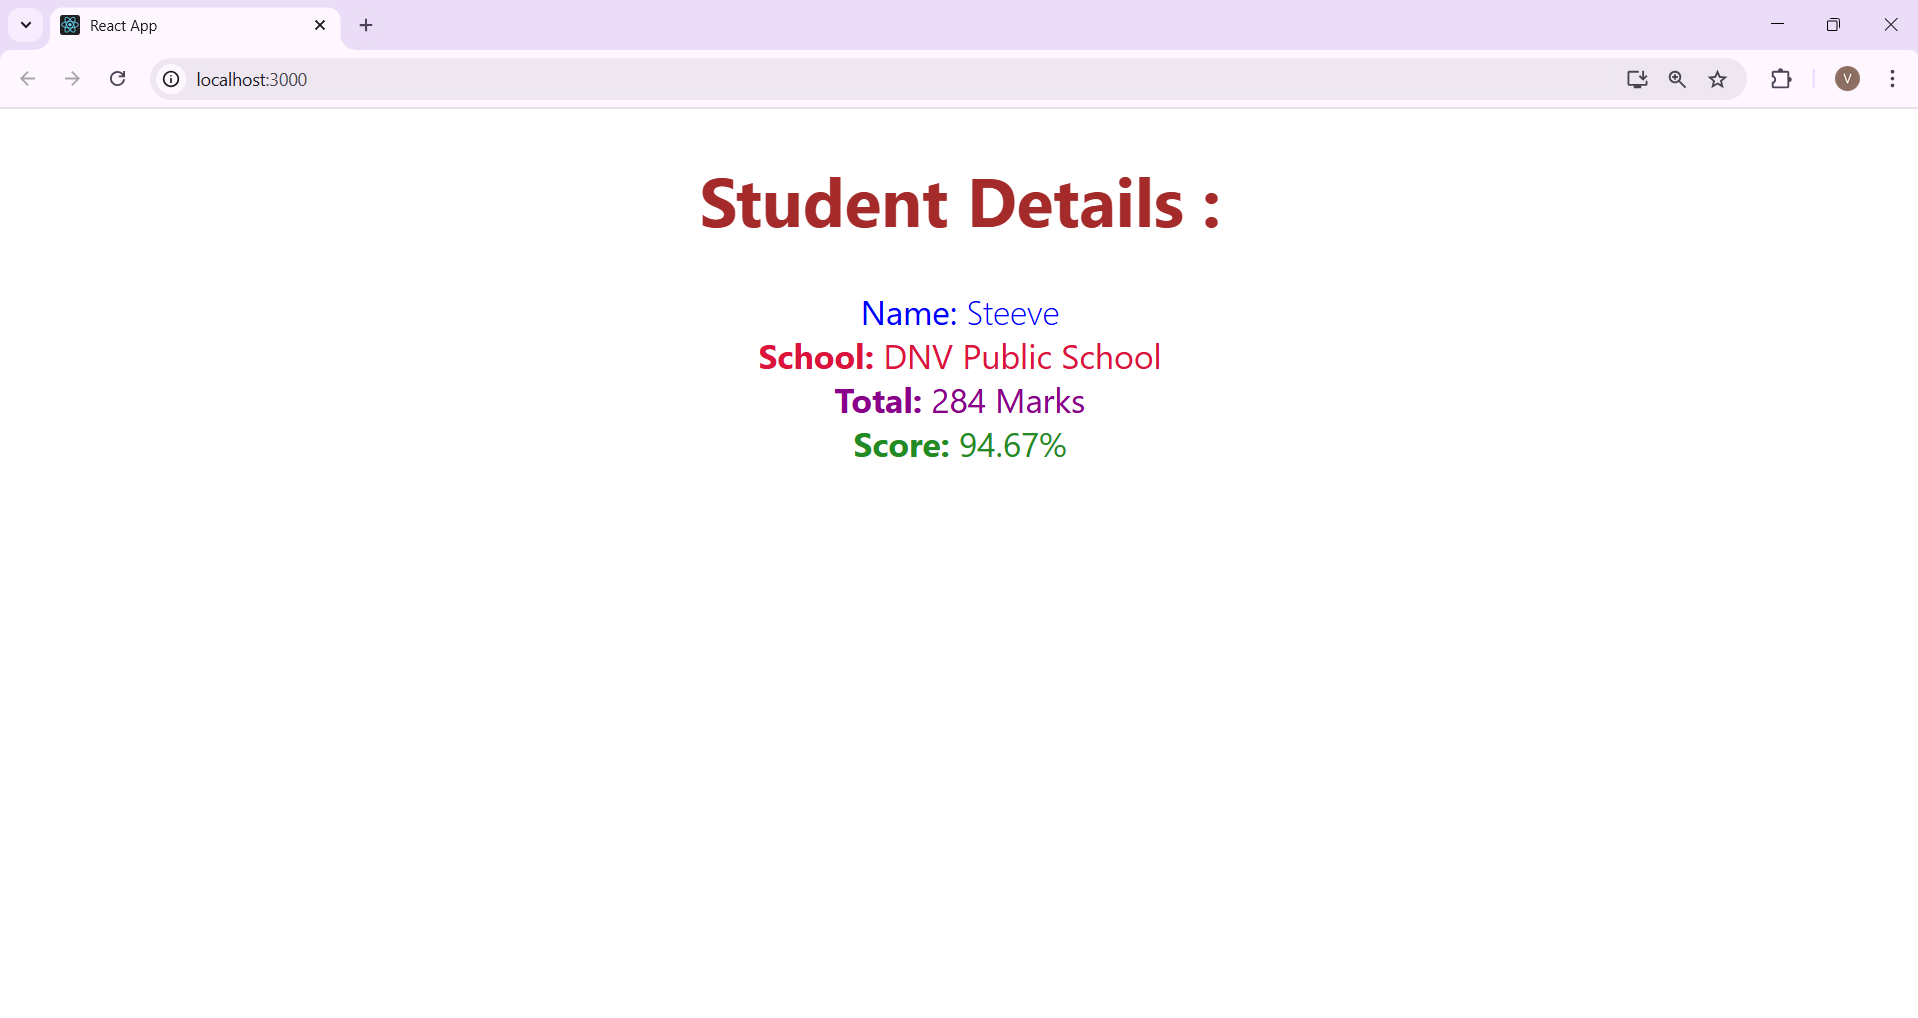 React App
localhost:3000
V
Student Details :
Name: Steeve
School: DNV Public School
Total: 284 Marks
Score: 94.67%